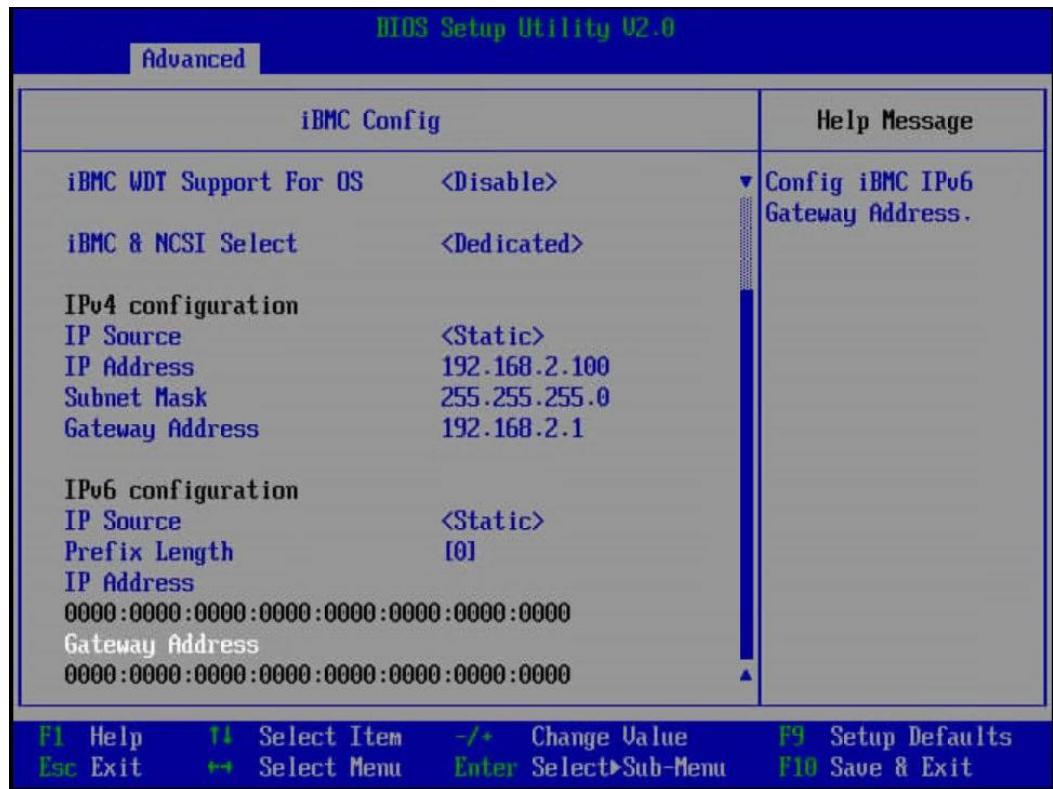 BIOS Setup Utility V2.0
Advanced
iBMC Config
Help Message
iBMC WDT Support For OS <Disable>
Config iBMC IPv6
Gateway Address.
iBMC & NCSI Select <Dedicated>
IPv4 configuration
IP Source <Static>
IP Address 192.168.2.100
Subnet Mask 255.255.255.0
Gateway Address 192.168.2.1
IPv6 configuration
IP Source <Static>
Prefix Length [0]
IP Address
0000:0000:0000:0000:0000:0000:0000:0000
Gateway Address
0000:0000:0000:0000:0000:0000:0000:0000
F1 Help ↑↓ Select Item -/+ Change Value F9 Setup Defaults
Esc Exit ←→ Select Menu Enter Select▶Sub-Menu F10 Save & Exit